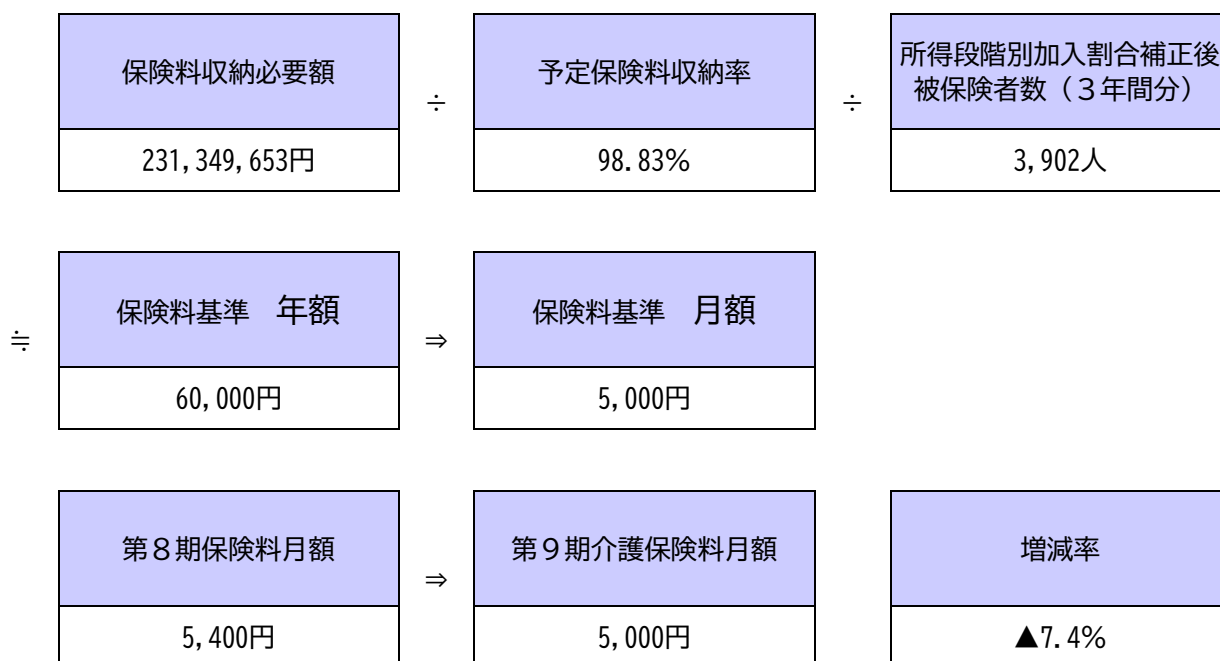 保険料収納必要額
÷
予定保険料収納率
÷
所得段階別加入割合補正後
被保険者数（３年間分）
231,349,653円
98.83%
3,902人
≒
保険料基準　年額
⇒
保険料基準　月額
60,000円
5,000円
第８期保険料月額
⇒
第９期介護保険料月額
増減率
5,400円
5,000円
▲7.4%